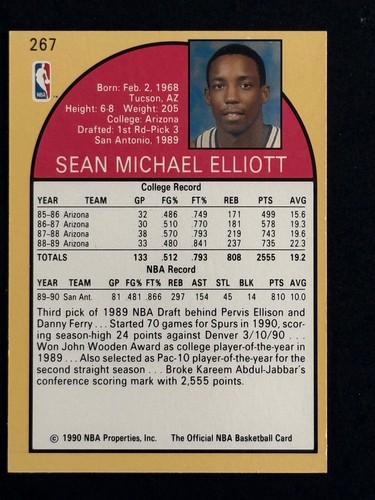 267
NBA
Born: Feb. 2, 1968
Tucson, AZ
Height: 6-8 Weight: 205
College: Arizona
Drafted: 1st Rd-Pick 3
San Antonio, 1989
SEAN MICHAEL ELLIOTT
College Record
YEAR TEAM GP FG% FT% REB PTS AVG
85-86 Arizona 32 .486 .749 171 499 15.6
86-87 Arizona 30 .510 .770 181 578 19.3
87-88 Arizona 38 .570 .793 219 743 19.6
88-89 Arizona 33 .480 .841 237 735 22.3
TOTALS 133 .512 .793 808 2555 19.2
NBA Record
YEAR TEAM GP FG% FT% REB AST STL BLK PTS AVG
89-90 San Ant. 81 .481 .866 297 154 45 14 810 10.0
Third pick of 1989 NBA Draft behind Pervis Ellison and
Danny Ferry . . . Started 70 games for Spurs in 1990, scor-
ing season-high 24 points against Denver 3/10/90 . . .
Won John Wooden Award as college player-of-the-year in
1989 . . . Also selected as Pac-10 player-of-the-year for the
second straight season . . . Broke Kareem Abdul-Jabbar's
conference scoring mark with 2,555 points.
© 1990 NBA Properties, Inc. The Official NBA Basketball Card